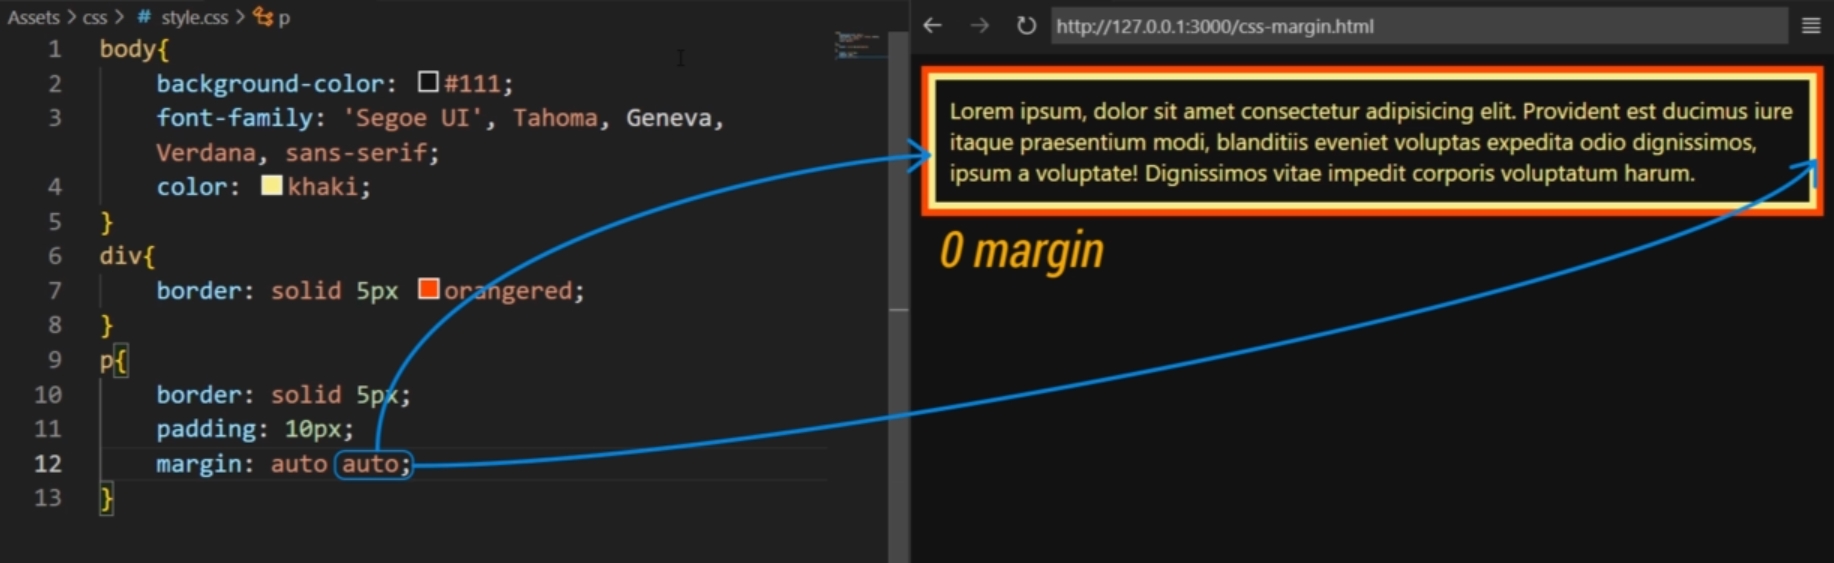 Assets > css > # style.css > p
1 body{
2 background-color: #111;
3 font-family: 'Segoe UI', Tahoma, Geneva,
Verdana, sans-serif;
4 color: khaki;
5 }
6 div{
7 border: solid 5px orangered;
8 }
9 p{
10 border: solid 5px;
11 padding: 10px;
12 margin: auto auto;
13 }
http://127.0.0.1:3000/css-margin.html
Lorem ipsum, dolor sit amet consectetur adipisicing elit. Provident est ducimus iure
itaque praesentium modi, blanditiis eveniet voluptas expedita odio dignissimos,
ipsum a voluptate! Dignissimos vitae impedit corporis voluptatum harum.
0 margin